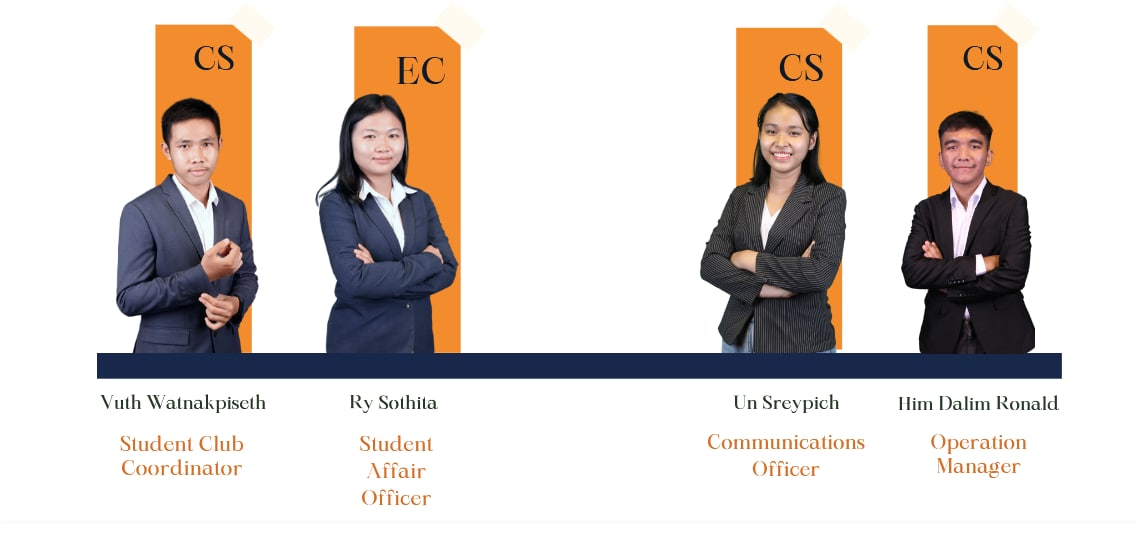 CS
EC
CS
CS
Vuth Watnakpiseth
Ry Sothita
Un Sreypich
Him Dalim Ronald
Student Club
Coordinator
Student
Affair
Officer
Communications
Officer
Operation
Manager